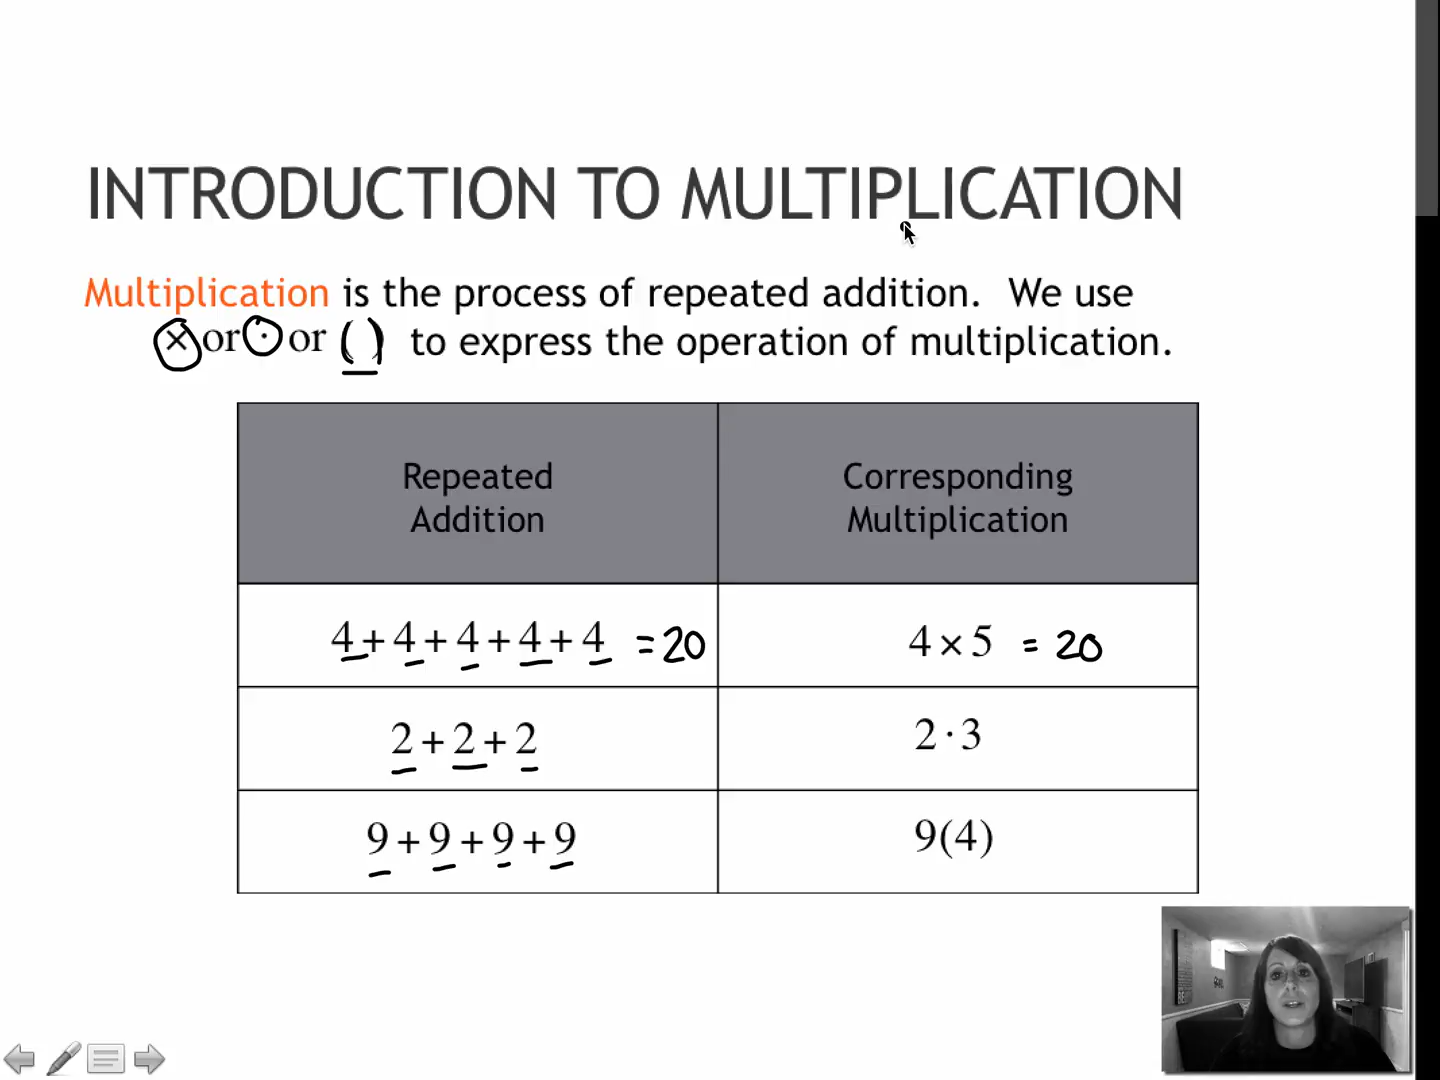 INTRODUCTION TO MULTIPLICATION
Multiplication is the process of repeated addition. We use
× or · or ( ) to express the operation of multiplication.
Repeated Addition
Corresponding Multiplication
4+4+4+4+4 =20
4×5 = 20
2+2+2
2·3
9+9+9+9
9(4)